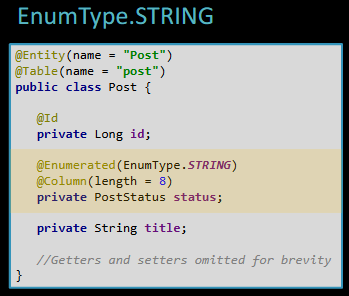 EnumType.STRING
@Entity(name = "Post")
@Table(name = "post")
public class Post {
@Id
private Long id;
@Enumerated(EnumType.STRING)
@Column(length = 8)
private PostStatus status;
private String title;
//Getters and setters omitted for brevity
}